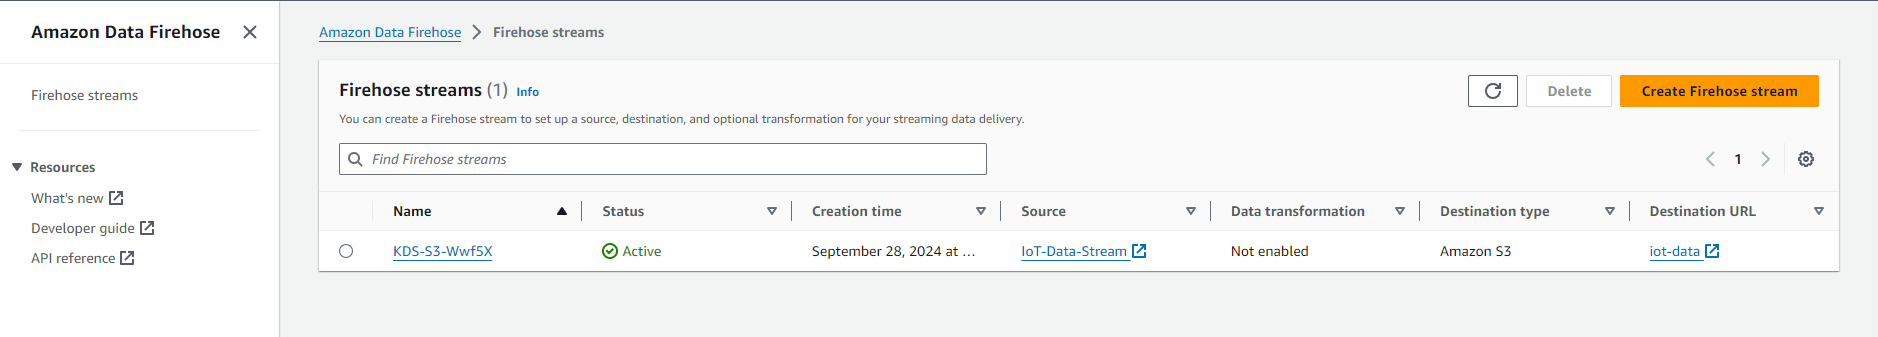 Amazon Data Firehose
Firehose streams
Resources
What's new
Developer guide
API reference
Amazon Data Firehose > Firehose streams
Firehose streams (1) Info
Delete
Create Firehose stream
You can create a Firehose stream to set up a source, destination, and optional transformation for your streaming data delivery.
Find Firehose streams
1
Name Status Creation time Source Data transformation Destination type Destination URL
KDS-S3-Wwf5X Active September 28, 2024 at ... IoT-Data-Stream Not enabled Amazon S3 iot-data